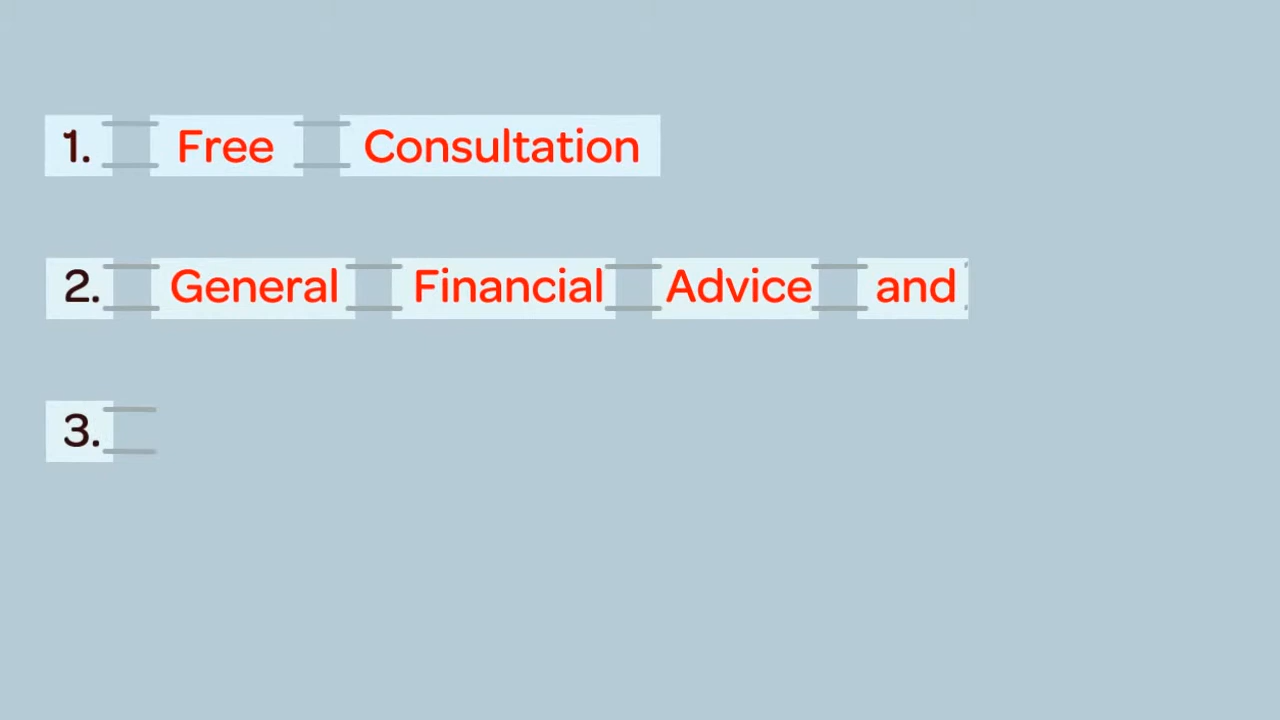 1. Free Consultation
2. General Financial Advice and
3.